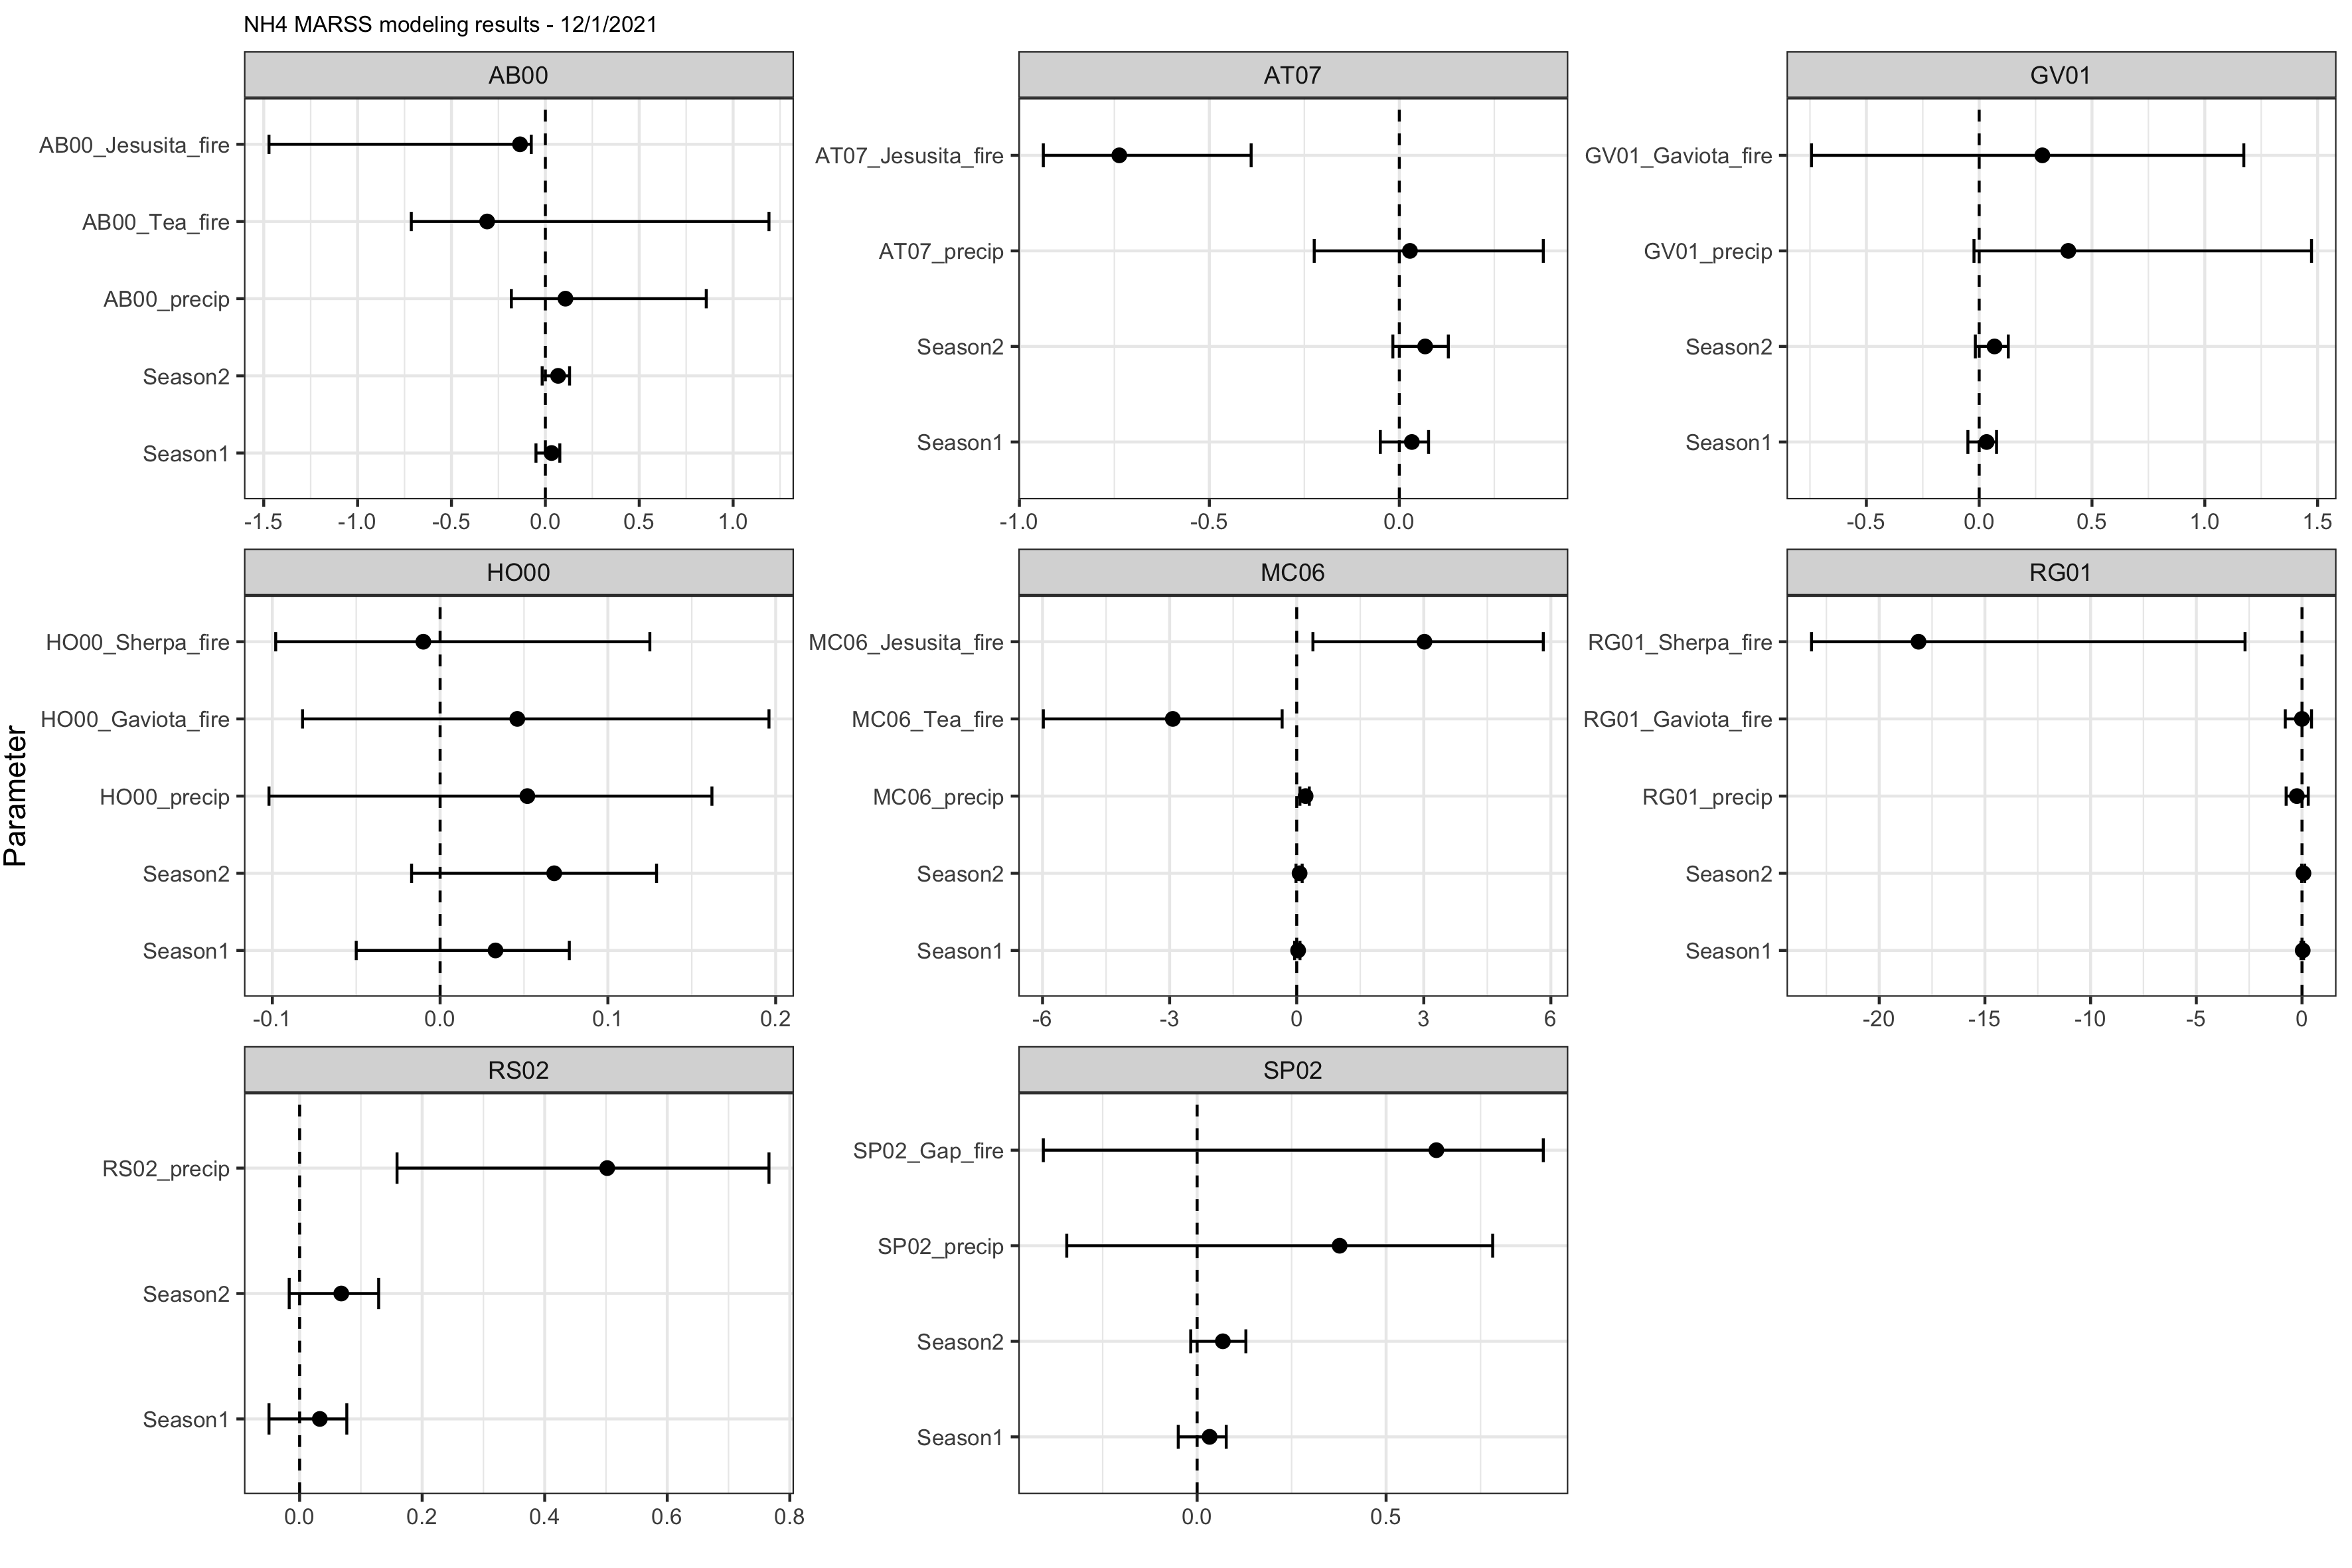 NH4 MARSS modeling results - 12/1/2021
AB00
AB00_Jesusita_fire
AB00_Tea_fire
AB00_precip
Season2
Season1
-1.5 -1.0 -0.5 0.0 0.5 1.0
AT07
AT07_Jesusita_fire
AT07_precip
Season2
Season1
-1.0 -0.5 0.0
GV01
GV01_Gaviota_fire
GV01_precip
Season2
Season1
-0.5 0.0 0.5 1.0 1.5
Parameter
HO00
HO00_Sherpa_fire
HO00_Gaviota_fire
HO00_precip
Season2
Season1
-0.1 0.0 0.1 0.2
MC06
MC06_Jesusita_fire
MC06_Tea_fire
MC06_precip
Season2
Season1
-6 -3 0 3 6
RG01
RG01_Sherpa_fire
RG01_Gaviota_fire
RG01_precip
Season2
Season1
-20 -15 -10 -5 0
RS02
RS02_precip
Season2
Season1
0.0 0.2 0.4 0.6 0.8
SP02
SP02_Gap_fire
SP02_precip
Season2
Season1
0.0 0.5